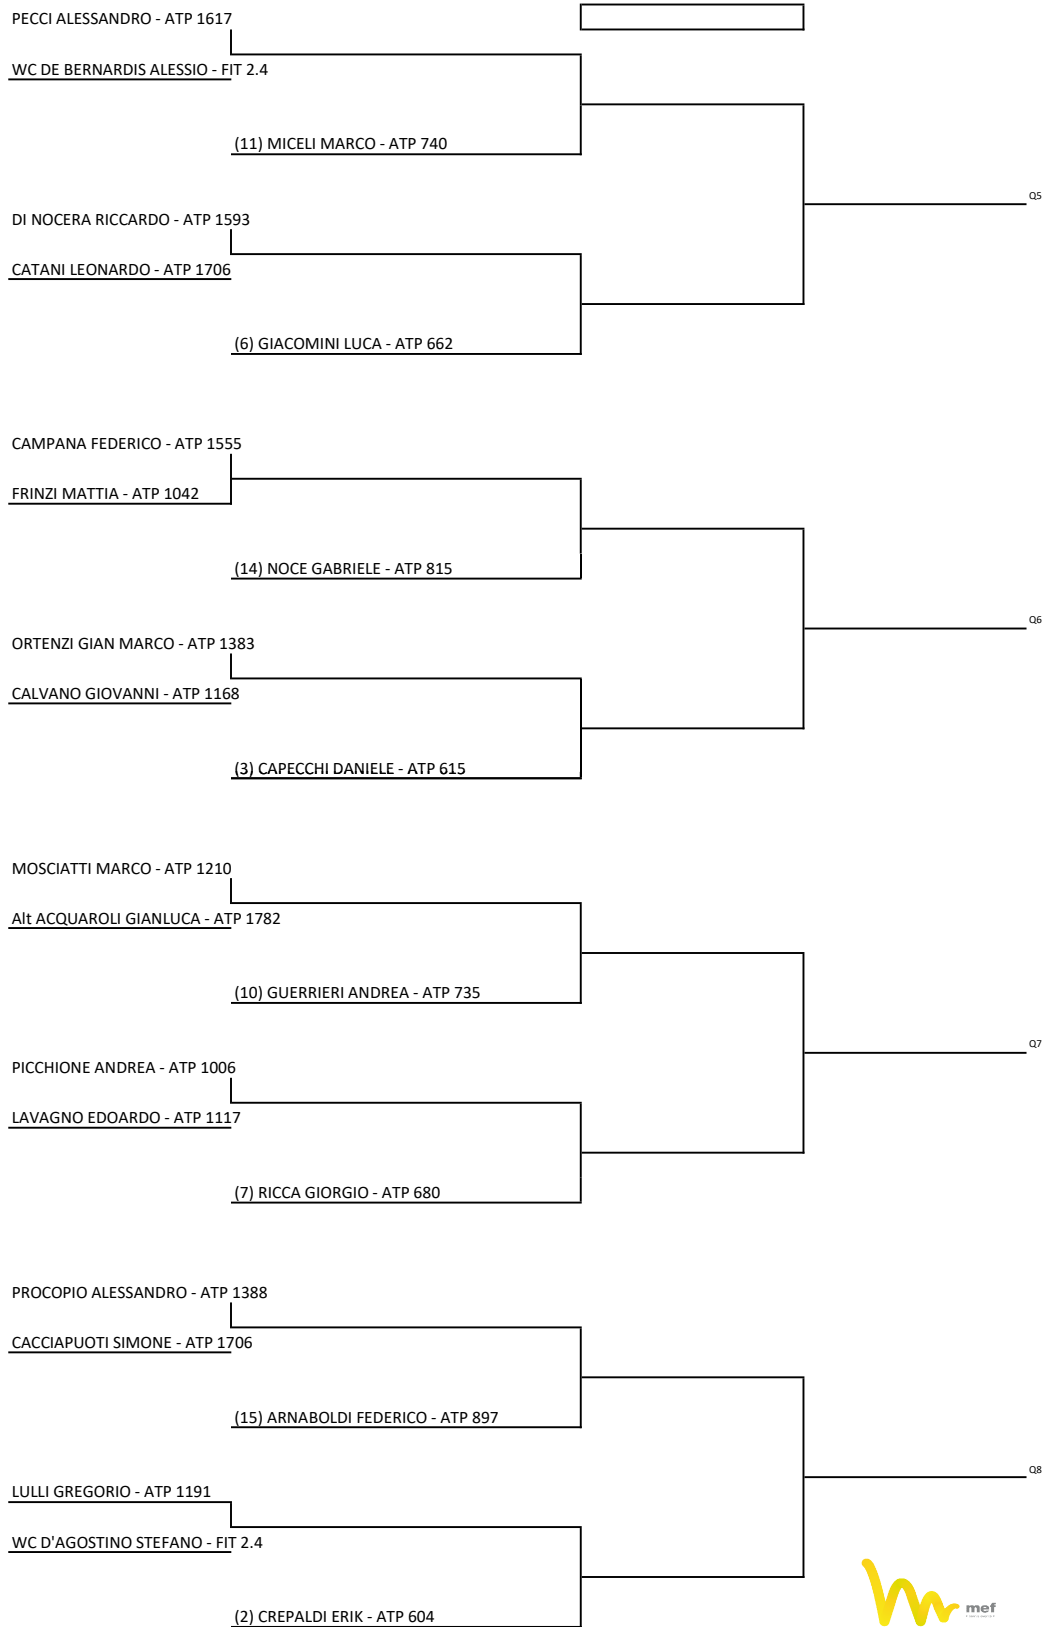 PECCI ALESSANDRO - ATP 1617
WC DE BERNARDIS ALESSIO - FIT 2.4
(11) MICELI MARCO - ATP 740
Q5
DI NOCERA RICCARDO - ATP 1593
CATANI LEONARDO - ATP 1706
(6) GIACOMINI LUCA - ATP 662
CAMPANA FEDERICO - ATP 1555
FRINZI MATTIA - ATP 1042
(14) NOCE GABRIELE - ATP 815
Q6
ORTENZI GIAN MARCO - ATP 1383
CALVANO GIOVANNI - ATP 1168
(3) CAPECCHI DANIELE - ATP 615
MOSCIATTI MARCO - ATP 1210
Alt ACQUAROLI GIANLUCA - ATP 1782
(10) GUERRIERI ANDREA - ATP 735
Q7
PICCHIONE ANDREA - ATP 1006
LAVAGNO EDOARDO - ATP 1117
(7) RICCA GIORGIO - ATP 680
PROCOPIO ALESSANDRO - ATP 1388
CACCIAPUOTI SIMONE - ATP 1706
(15) ARNABOLDI FEDERICO - ATP 897
Q8
LULLI GREGORIO - ATP 1191
WC D'AGOSTINO STEFANO - FIT 2.4
(2) CREPALDI ERIK - ATP 604
mef